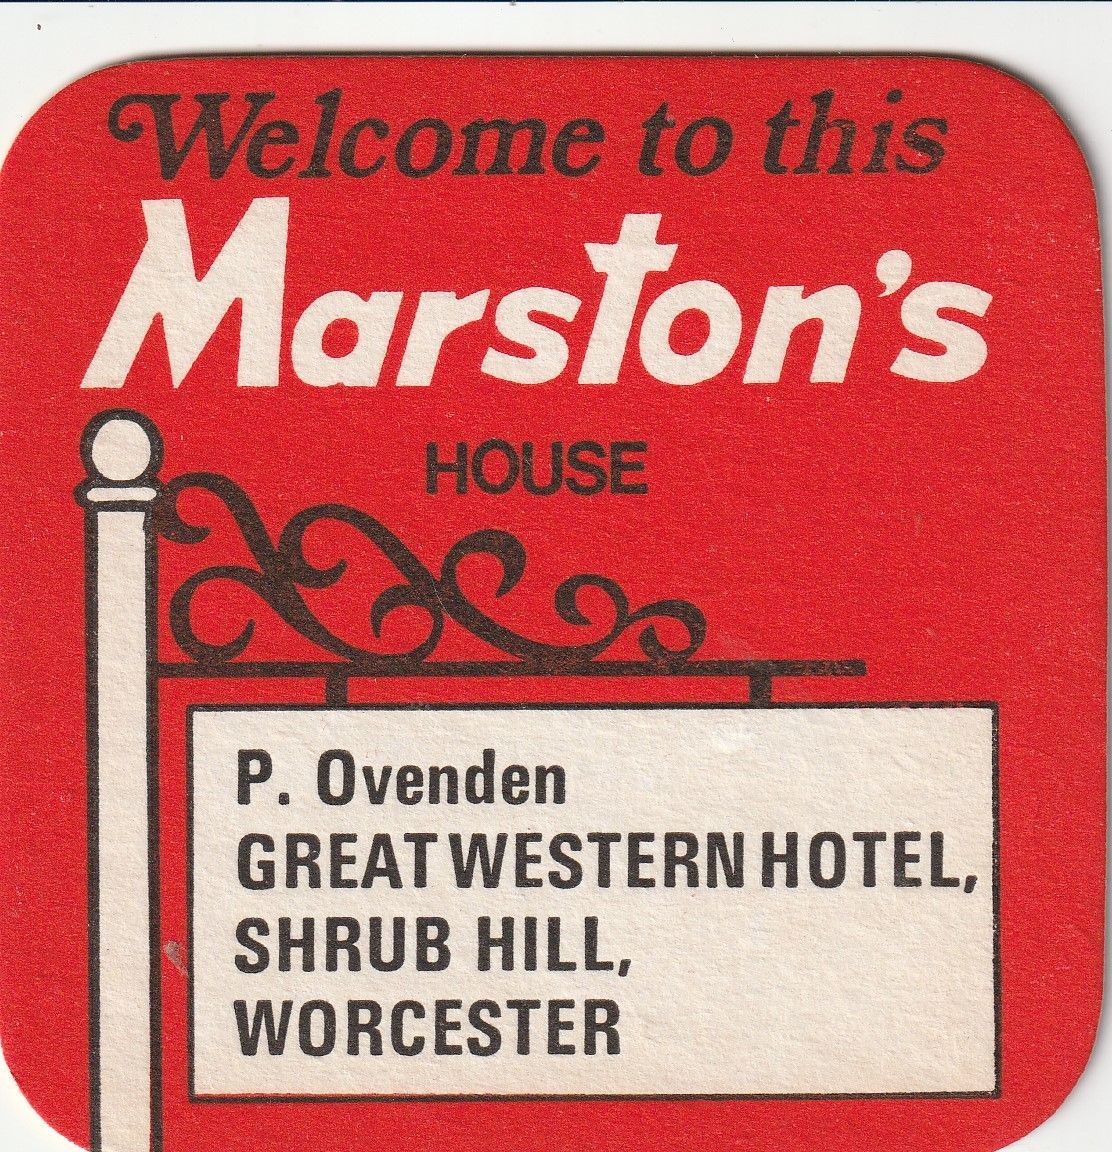 Welcome to this
Marston's
HOUSE
P. Ovenden
GREAT WESTERN HOTEL,
SHRUB HILL,
WORCESTER